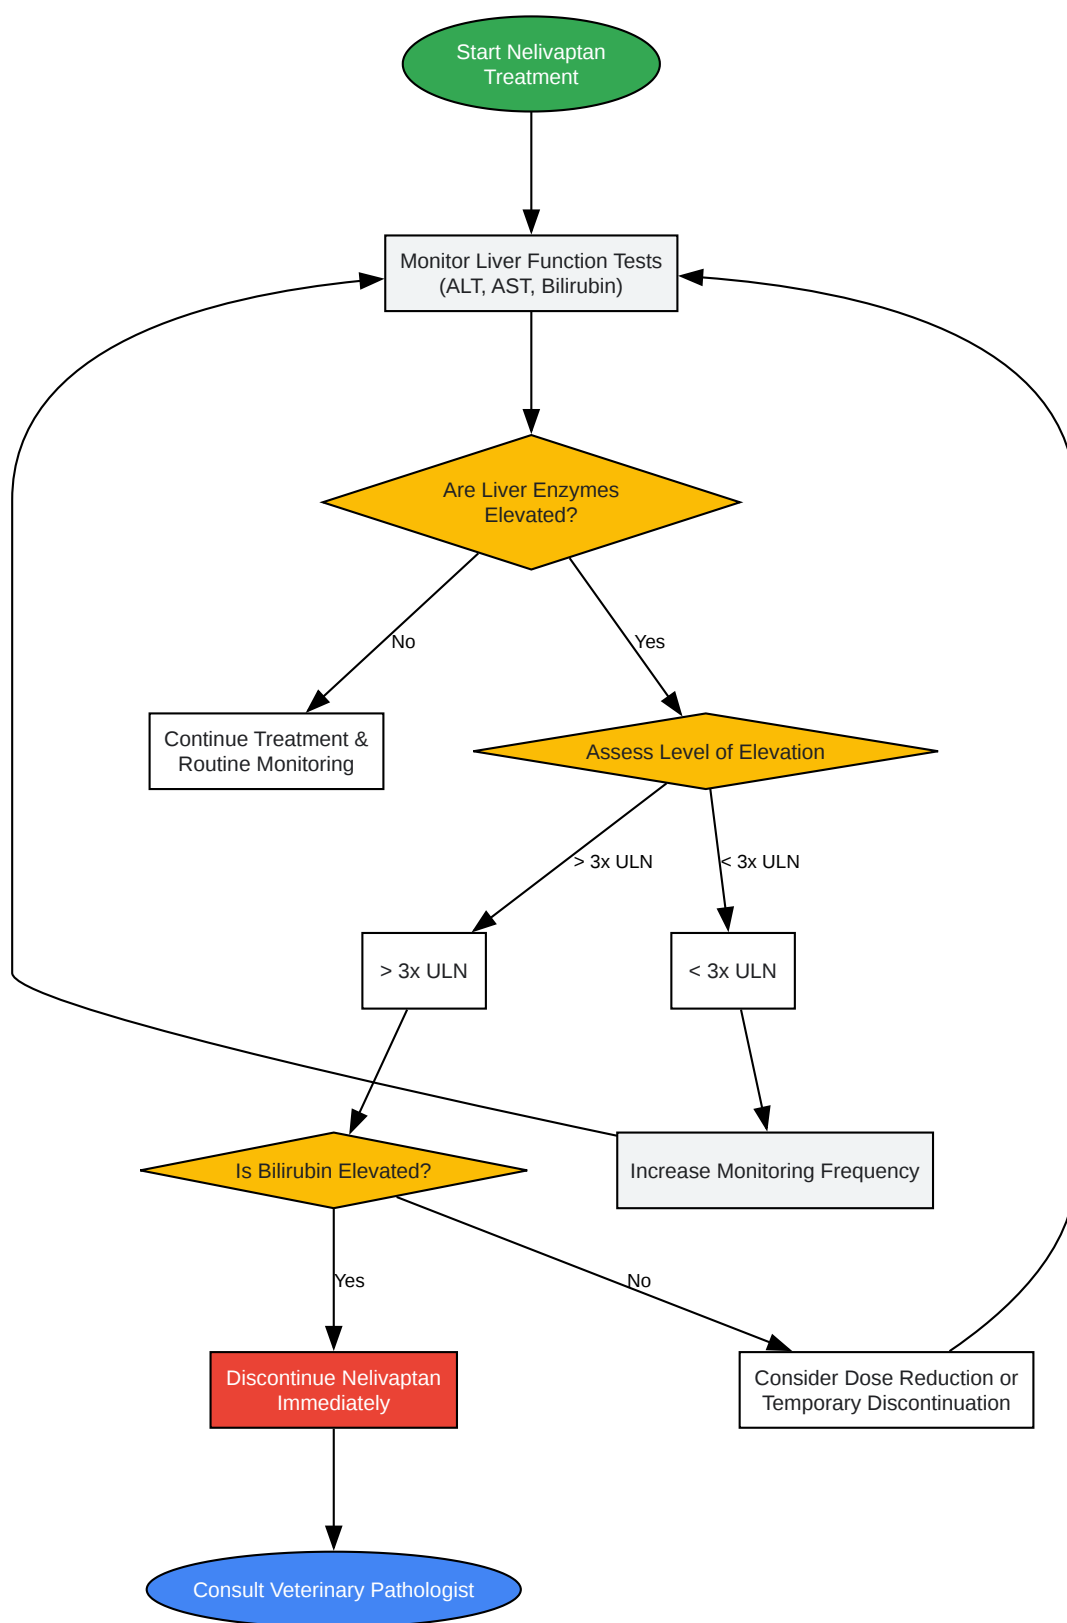 Start Nelivaptan
Treatment
Monitor Liver Function Tests
(ALT, AST, Bilirubin)
Are Liver Enzymes
Elevated?
No
Yes
Continue Treatment &
Routine Monitoring
Assess Level of Elevation
> 3x ULN
< 3x ULN
> 3x ULN
< 3x ULN
Is Bilirubin Elevated?
Increase Monitoring Frequency
Yes
No
Discontinue Nelivaptan
Immediately
Consider Dose Reduction or
Temporary Discontinuation
Consult Veterinary Pathologist